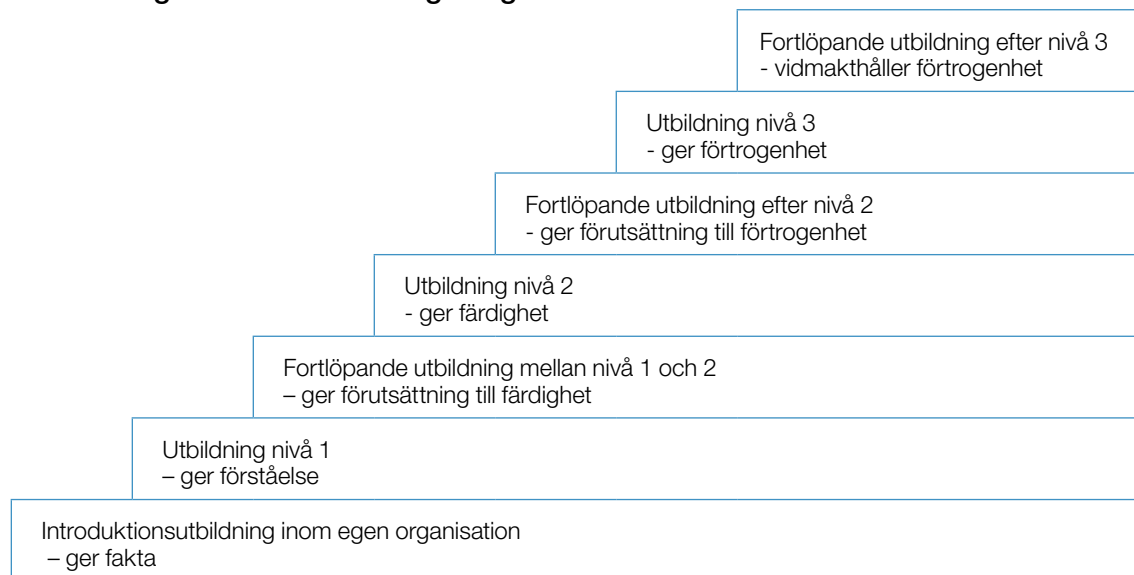 Fortlöpande utbildning efter nivå 3
- vidmakthåller förtrogenhet
Utbildning nivå 3
- ger förtrogenhet
Fortlöpande utbildning efter nivå 2
- ger förutsättning till förtrogenhet
Utbildning nivå 2
- ger färdighet
Fortlöpande utbildning mellan nivå 1 och 2
– ger förutsättning till färdighet
Utbildning nivå 1
– ger förståelse
Introduktionsutbildning inom egen organisation
– ger fakta